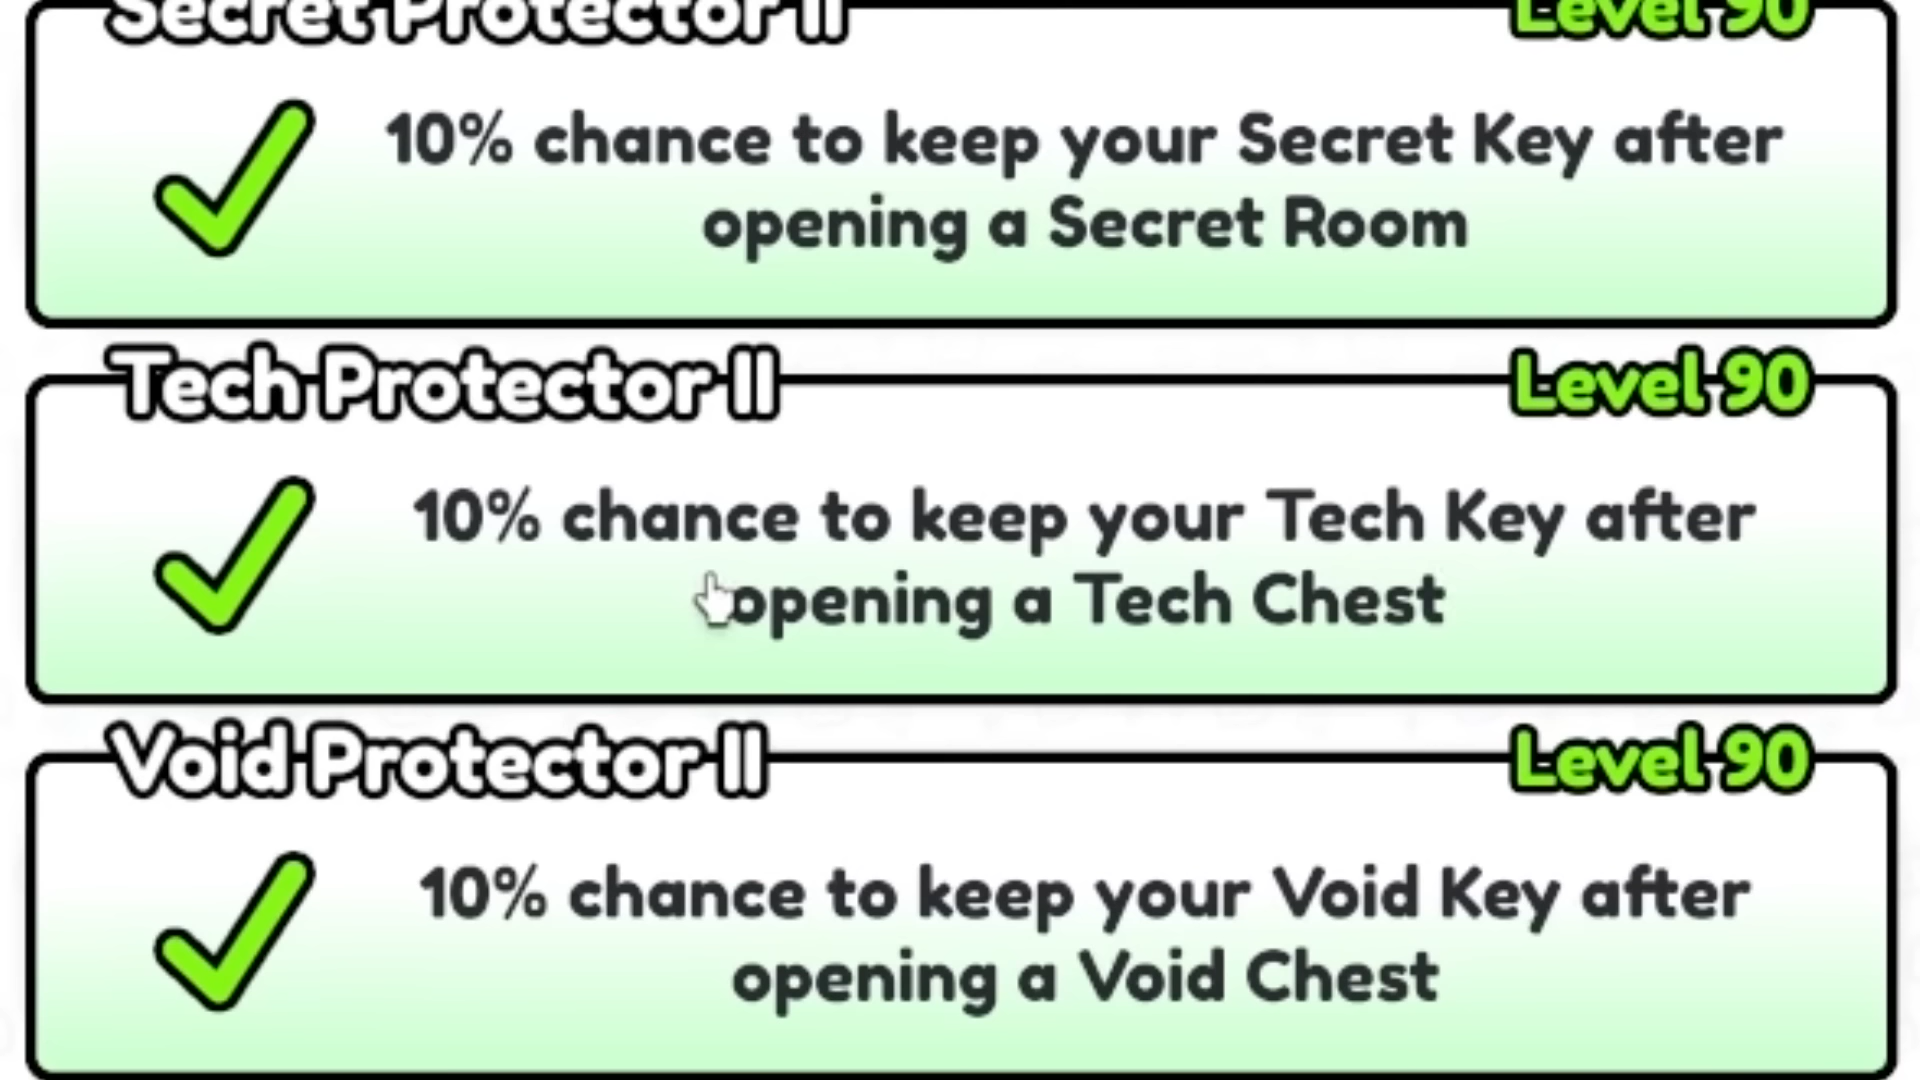 Secret Protector II
Level 90
10% chance to keep your Secret Key after
opening a Secret Room
Tech Protector II
Level 90
10% chance to keep your Tech Key after
opening a Tech Chest
Void Protector II
Level 90
10% chance to keep your Void Key after
opening a Void Chest